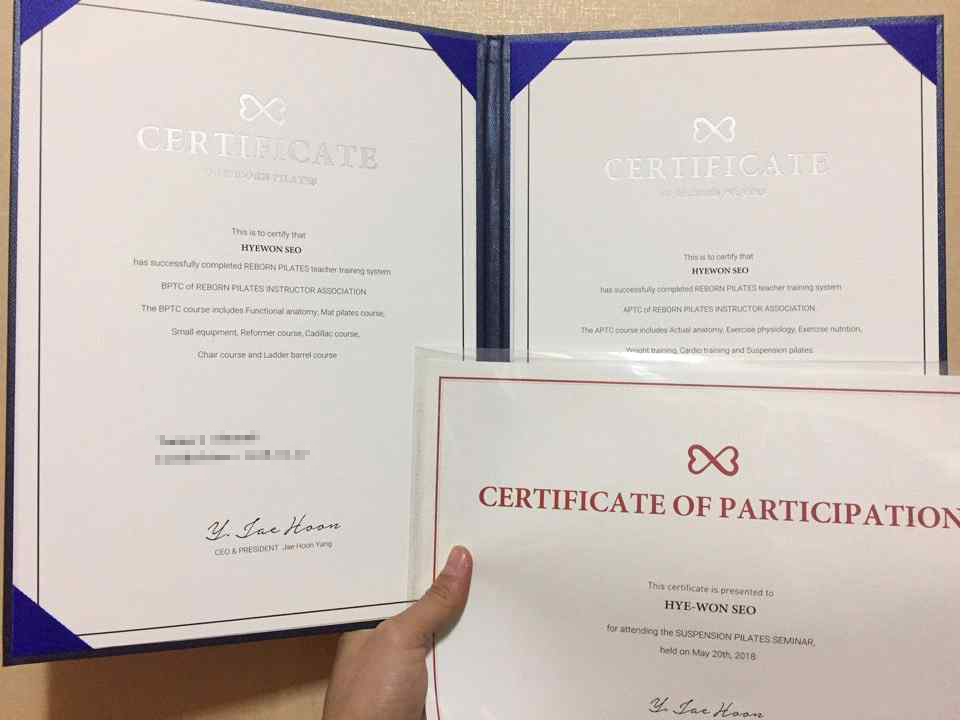 CERTIFICATE
OF REBORN PILATES
This is to certify that
HYEWON SEO
has successfully completed REBORN PILATES teacher training system
BPTC of REBORN PILATES INSTRUCTOR ASSOCIATION
The BPTC course includes Functional anatomy, Mat pilates course,
Small equipment, Reformer course, Cadillac course,
Chair course and Ladder barrel course
Y. Jae Hoon
CEO & PRESIDENT Jae Hoon Yang
CERTIFICATE
OF REBORN PILATES
This is to certify that
HYEWON SEO
has successfully completed REBORN PILATES teacher training system
APTC of REBORN PILATES INSTRUCTOR ASSOCIATION.
The APTC course includes Actual anatomy, Exercise physiology, Exercise nutrition,
Weight training, Cardio training and Suspension pilates.
CERTIFICATE OF PARTICIPATION
This certificate is presented to
HYE-WON SEO
for attending the SUSPENSION PILATES SEMINAR,
held on May 20th, 2018.
Y. Jae Hoon